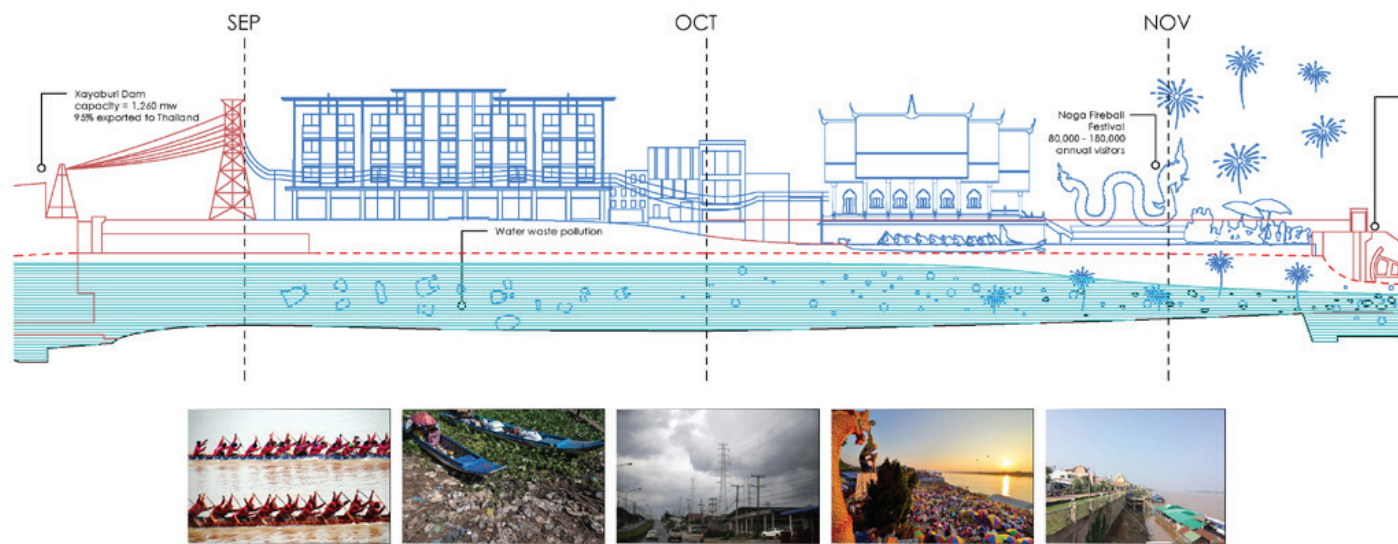 SEP
OCT
NOV
Xayaburi Dam
capacity = 1,260 mw
95% exported to Thailand
Naga Fireball
Festival
80,000 - 180,000
annual visitors
Water waste pollution